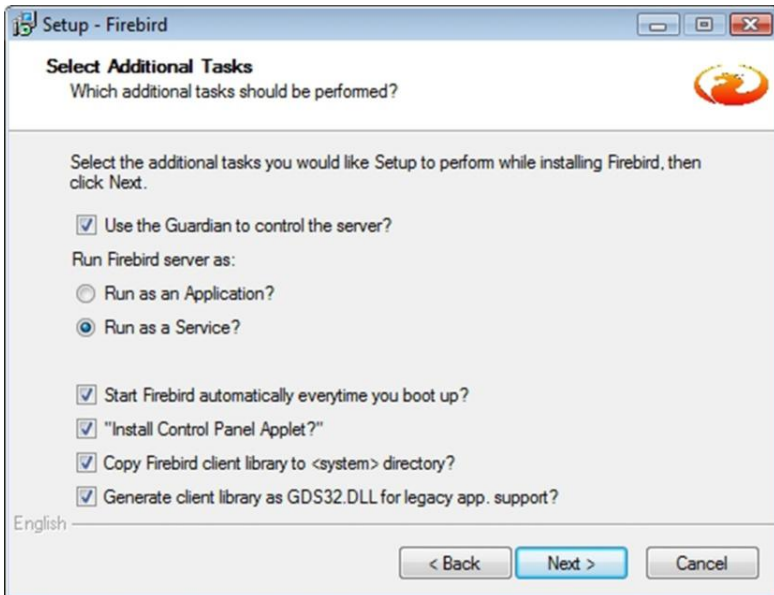 Setup - Firebird
Select Additional Tasks
Which additional tasks should be performed?
Select the additional tasks you would like Setup to perform while installing Firebird, then
click Next.
Use the Guardian to control the server?
Run Firebird server as:
Run as an Application?
Run as a Service?
Start Firebird automatically everytime you boot up?
"Install Control Panel Applet?"
Copy Firebird client library to <system> directory?
Generate client library as GDS32.DLL for legacy app. support?
English
< Back
Next >
Cancel